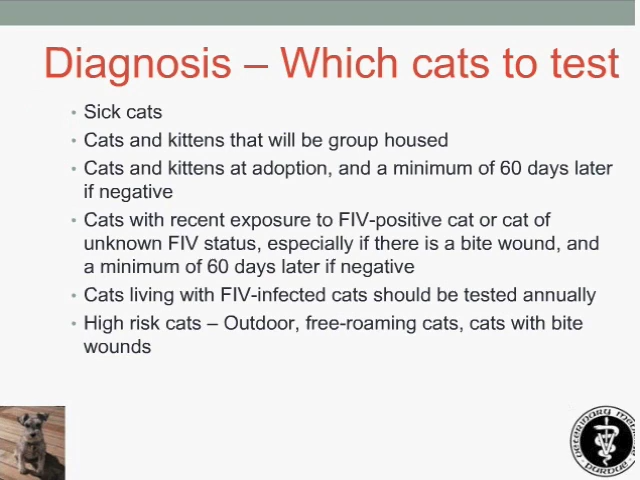 Diagnosis – Which cats to test
• Sick cats
• Cats and kittens that will be group housed
• Cats and kittens at adoption, and a minimum of 60 days later
if negative
• Cats with recent exposure to FIV-positive cat or cat of
unknown FIV status, especially if there is a bite wound, and
a minimum of 60 days later if negative
• Cats living with FIV-infected cats should be tested annually
• High risk cats – Outdoor, free-roaming cats, cats with bite
wounds
VETERINARY
PURDUE